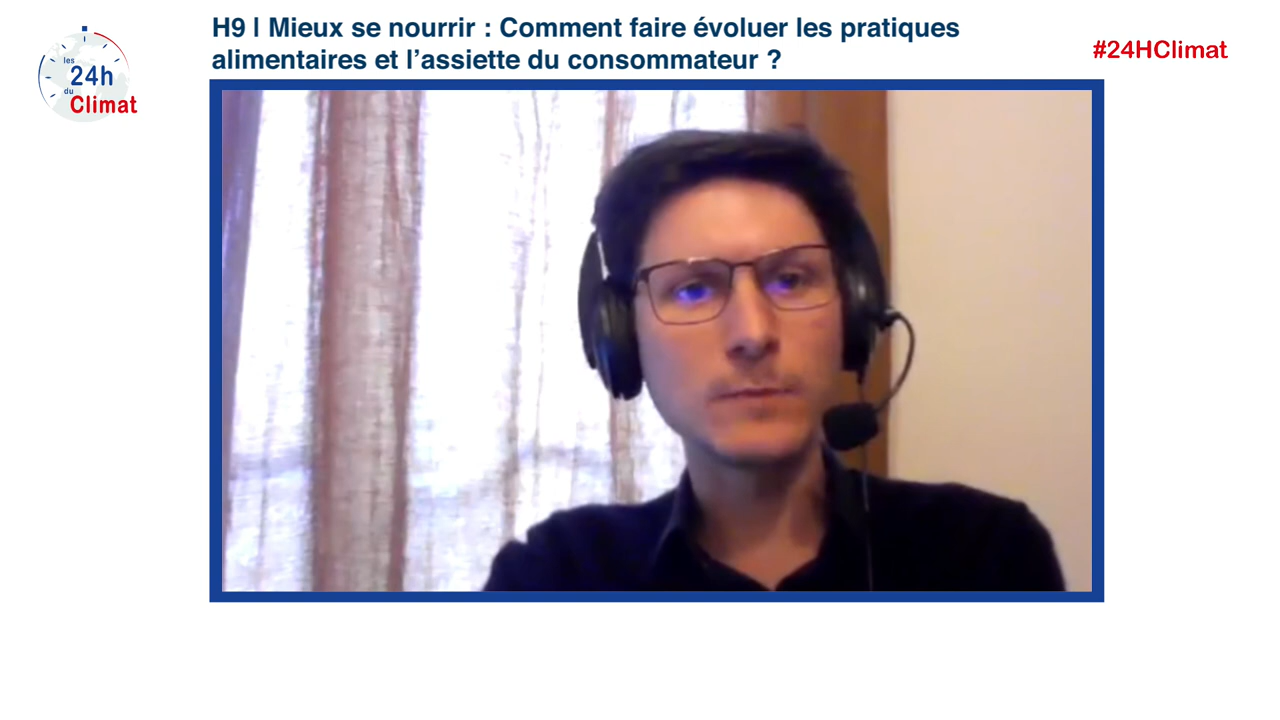 H9 | Mieux se nourrir : Comment faire évoluer les pratiques
alimentaires et l’assiette du consommateur ?
#24HClimat
les
24h
du
Climat